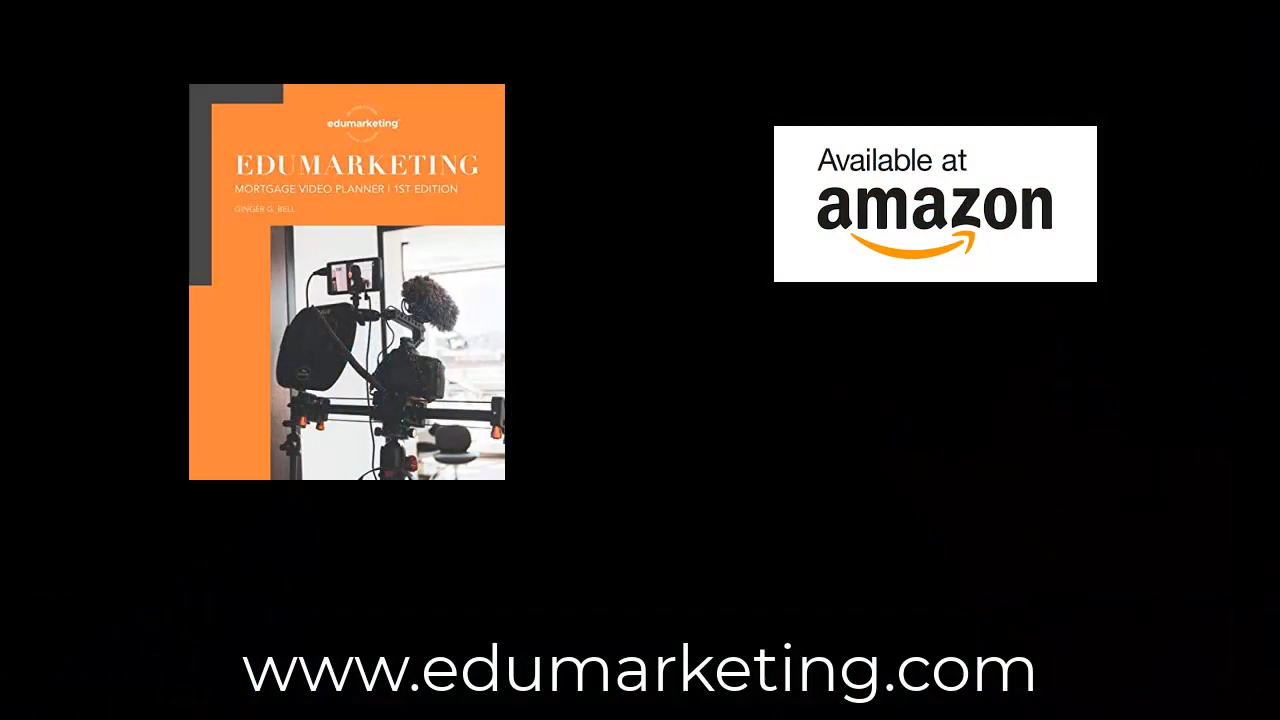 edumarketing
EDUMARKETING
MORTGAGE VIDEO PLANNER | 1ST EDITION
GINGER G. BELL
Available at
amazon
www.edumarketing.com